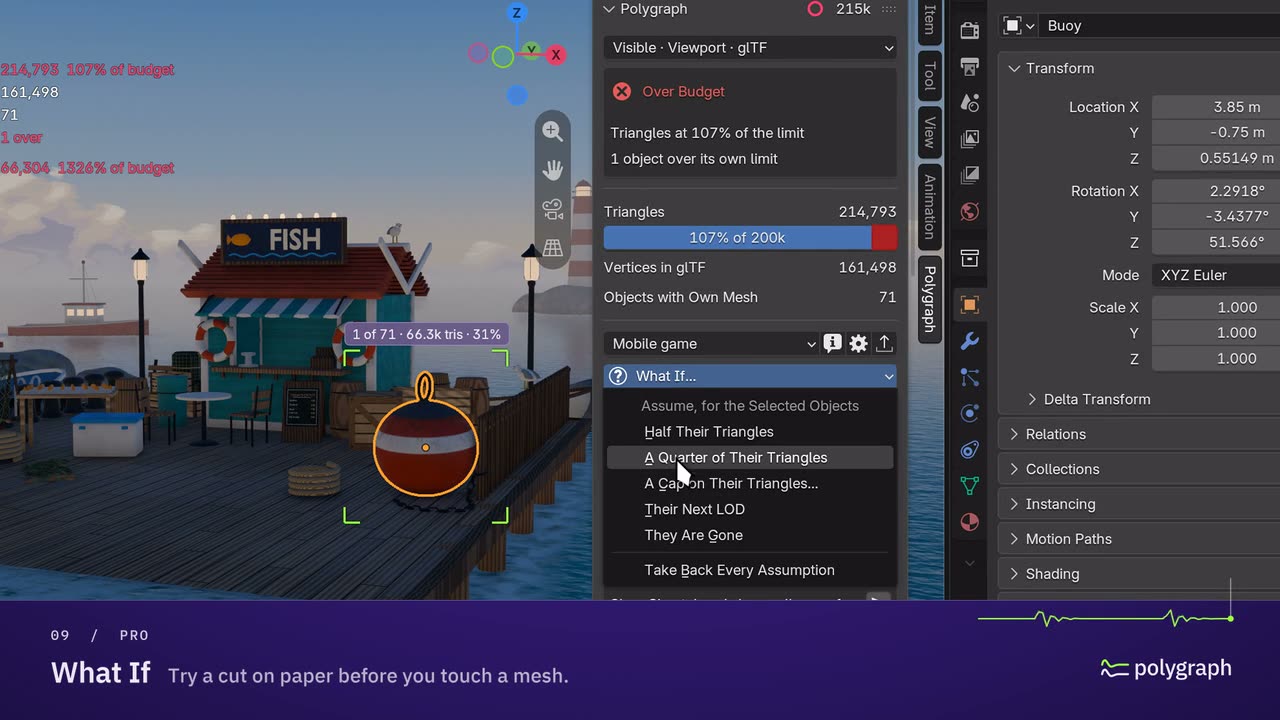 214,793 107% of budget
161,498
71
1 over
66,304 1326% of budget
Z
Y
X
FISH
1 of 71 · 66.3k tris · 31%
Polygraph
215k
Visible · Viewport · glTF
Over Budget
Triangles at 107% of the limit
1 object over its own limit
Triangles 214,793
107% of 200k
Vertices in glTF 161,498
Objects with Own Mesh 71
Mobile game
What If...
Assume, for the Selected Objects
Half Their Triangles
A Quarter of Their Triangles
A Cap on Their Triangles...
Their Next LOD
They Are Gone
Take Back Every Assumption
Item
Tool
View
Animation
Polygraph
Buoy
Transform
Location X 3.85 m
Y -0.75 m
Z 0.55149 m
Rotation X 2.2918°
Y -3.4377°
Z 51.566°
Mode XYZ Euler
Scale X 1.000
Y 1.000
Z 1.000
Delta Transform
Relations
Collections
Instancing
Motion Paths
Shading
09 / PRO
What If Try a cut on paper before you touch a mesh.
polygraph